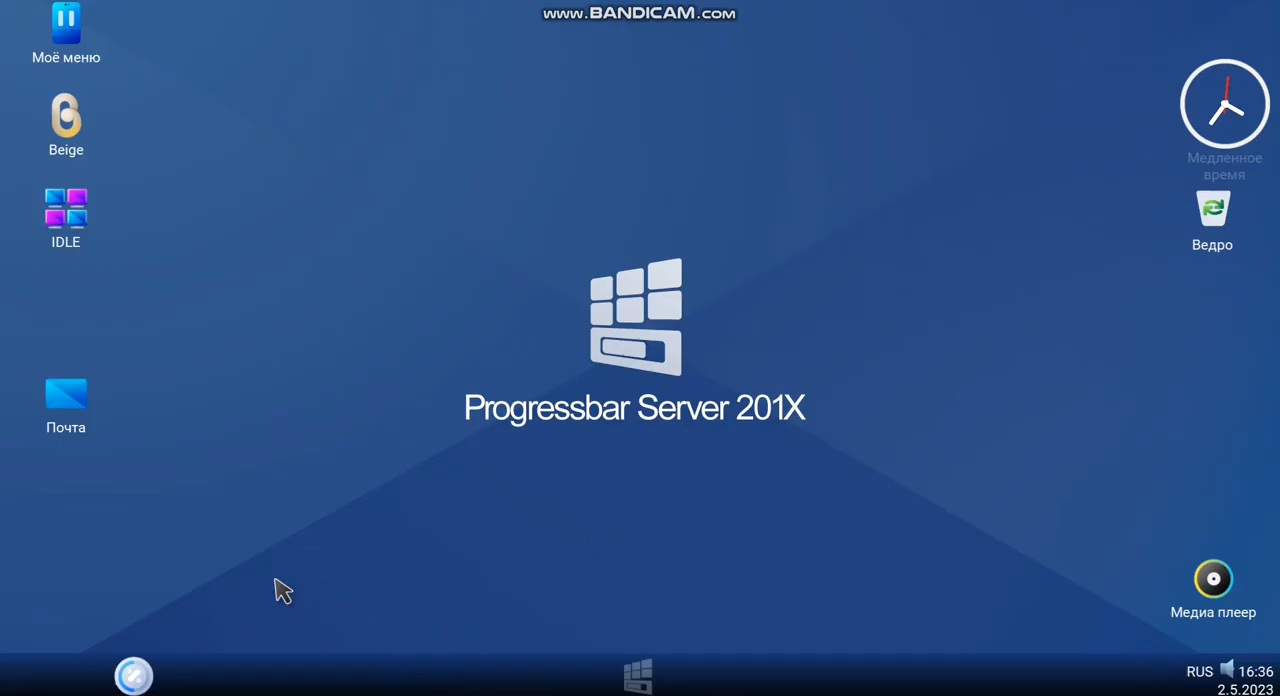 www.BANDICAM.com
Моё меню
Beige
IDLE
Почта
Медленное
время
Ведро
Progressbar Server 201X
Медиа плеер
RUS 16:36
2.5.2023